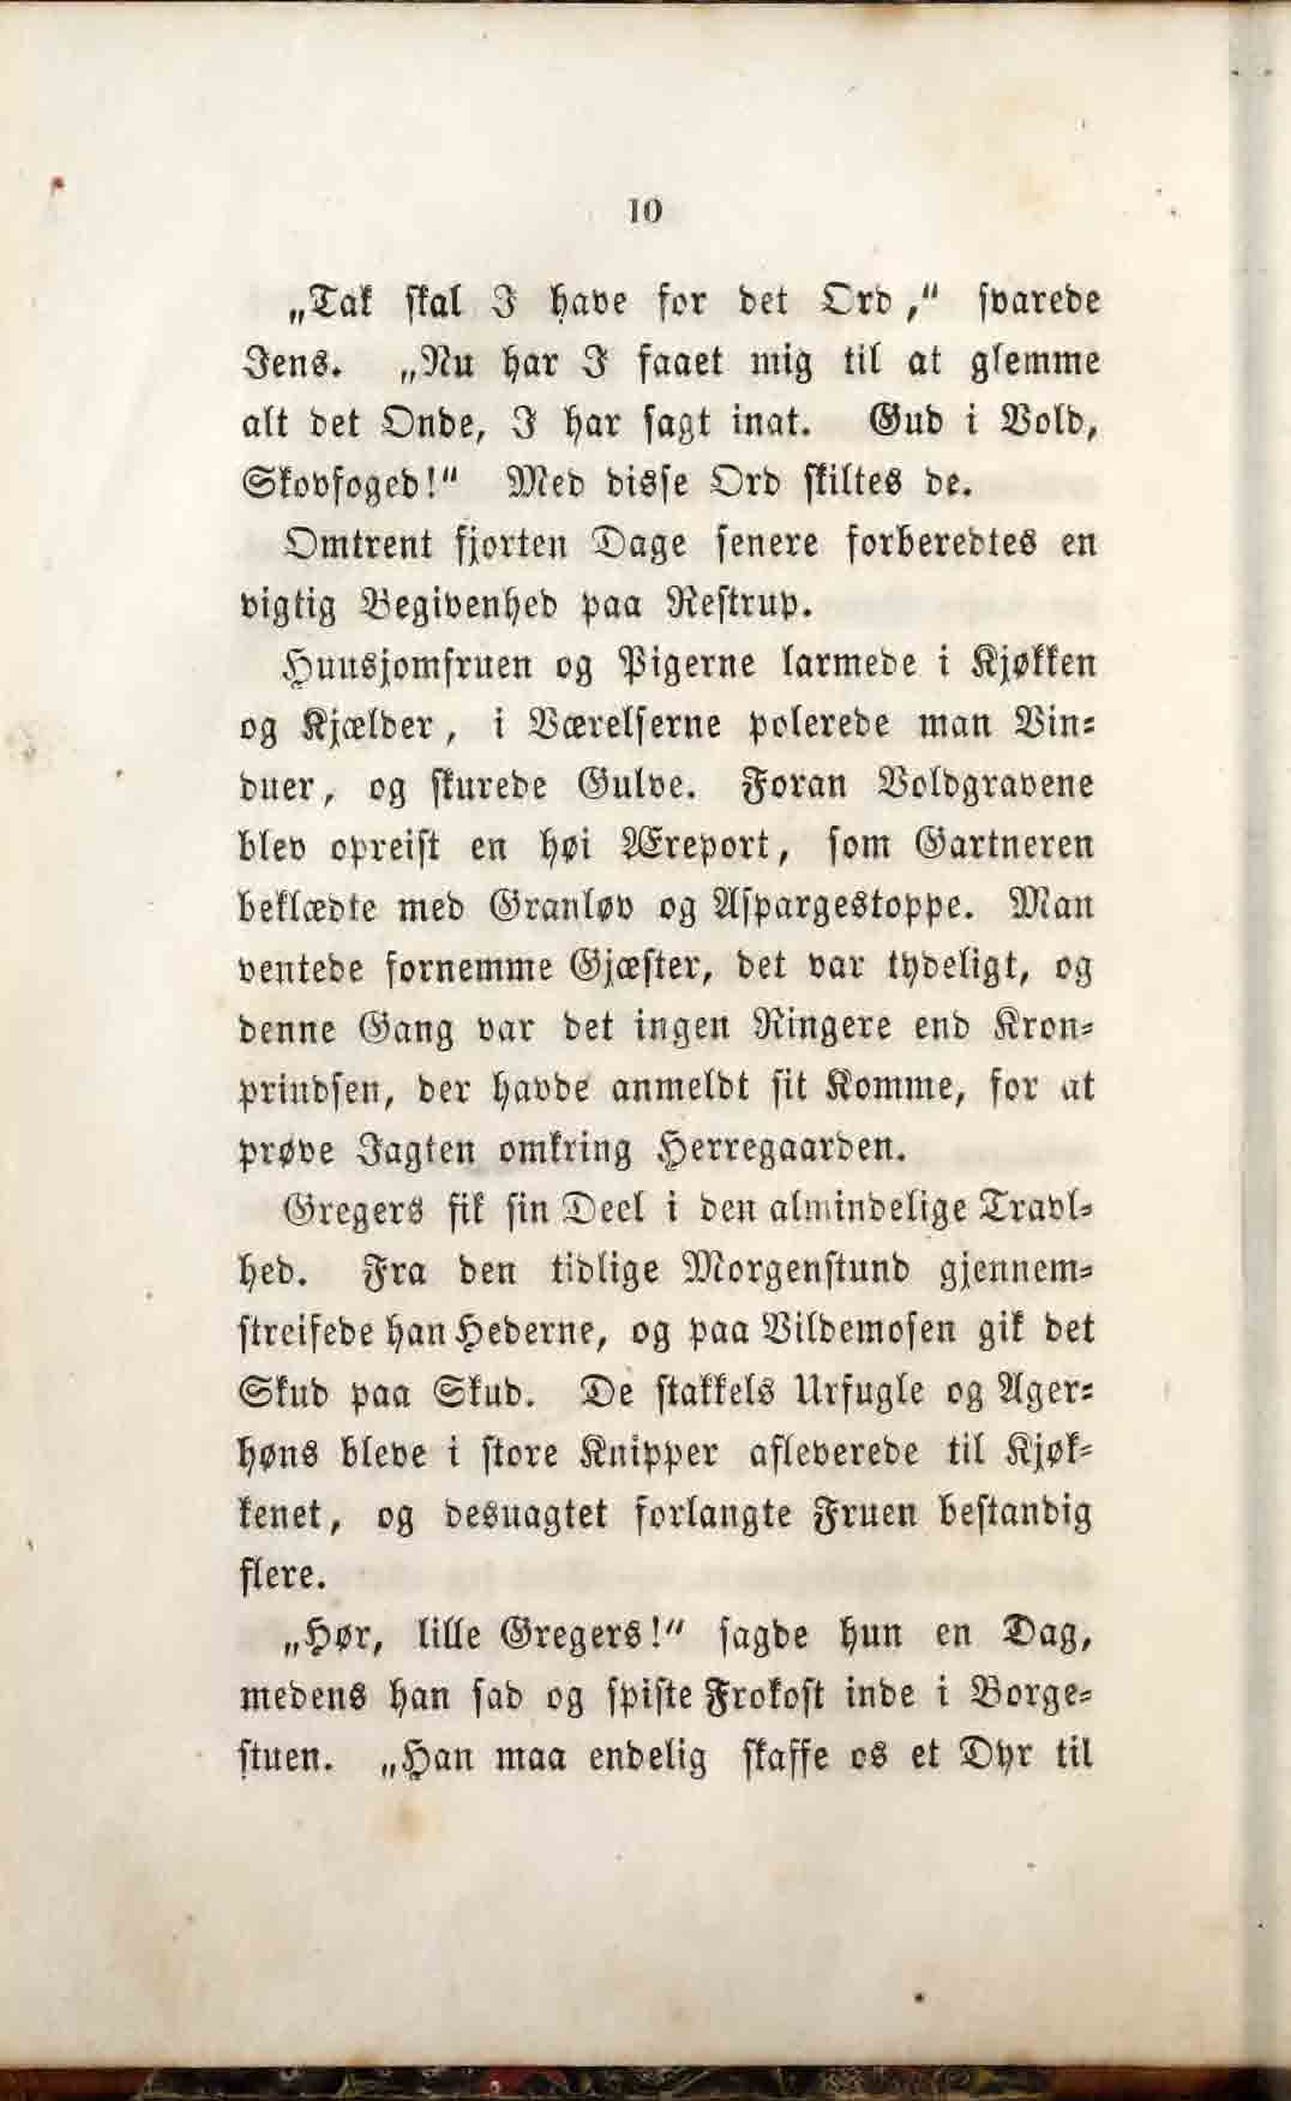 10
„Tak skal I have for det Ord,“ svarede
Jens. „Nu har I faaet mig til at glemme
alt det Onde, I har sagt inat. Gud i Vold,
Skovfoged!“ Med disse Ord skiltes de.
Omtrent fjorten Dage senere forberedtes en
vigtig Begivenhed paa Restrup.
Huusjomfruen og Pigerne larmede i Kjøkken
og Kjælder, i Værelserne polerede man Vin-
duer, og skurede Gulve. Foran Voldgravene
blev opreist en høi Æreport, som Gartneren
beklædte med Granløv og Aspargestoppe. Man
ventede fornemme Gjæster, det var tydeligt, og
denne Gang var det ingen Ringere end Kron-
prindsen, der havde anmeldt sit Komme, for at
prøve Jagten omkring Herregaarden.
Gregers fik sin Deel i den almindelige Travl-
hed. Fra den tidlige Morgenstund gjennem-
streifede han Hederne, og paa Vildemosen gik det
Skud paa Skud. De stakkels Urfugle og Ager-
høns bleve i store Knipper afleverede til Kjøk-
kenet, og desuagtet forlangte Fruen bestandig
flere.
„Hør, lille Gregers!“ sagde hun en Dag,
medens han sad og spiste Frokost inde i Borge-
stuen. „Han maa endelig skaffe os et Dyr til